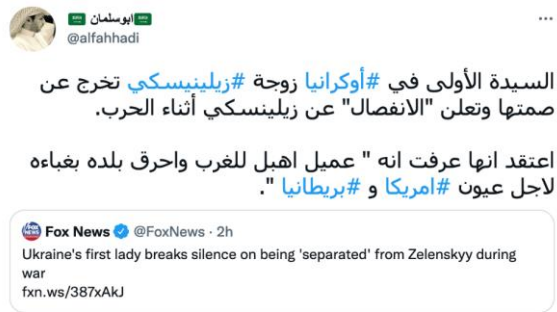 🇸🇦ابوسلمان 🇸🇦
@alfahhadi
السيدة الأولى في #أوكرانيا زوجة #زيلينيسكي تخرج عن
صمتها وتعلن "الانفصال" عن زيلينسكي أثناء الحرب.
اعتقد انها عرفت انه " عميل اهبل للغرب واحرق بلده بغباءه
لاجل عيون #امريكا و #بريطانيا ".
Fox News @FoxNews · 2h
Ukraine's first lady breaks silence on being 'separated' from Zelenskyy during
war
fxn.ws/387xAkJ